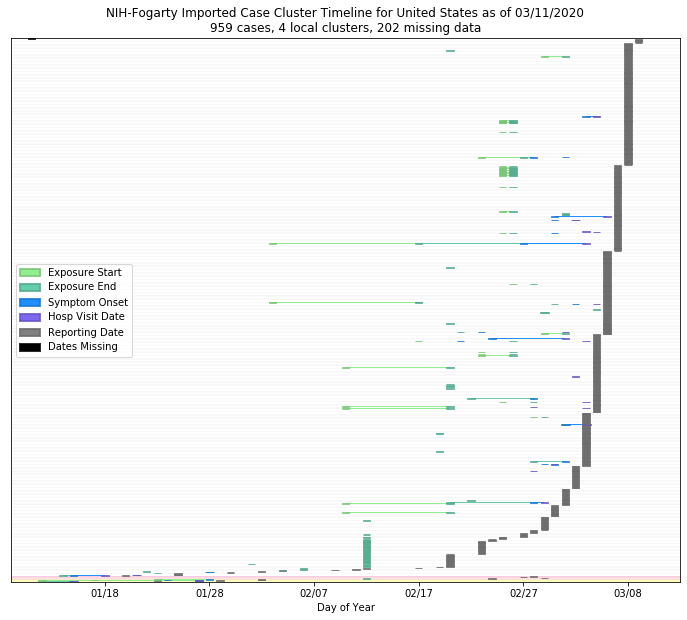 NIH-Fogarty Imported Case Cluster Timeline for United States as of 03/11/2020
959 cases, 4 local clusters, 202 missing data
Exposure Start
Exposure End
Symptom Onset
Hosp Visit Date
Reporting Date
Dates Missing
01/18 01/28 02/07 02/17 02/27 03/08
Day of Year